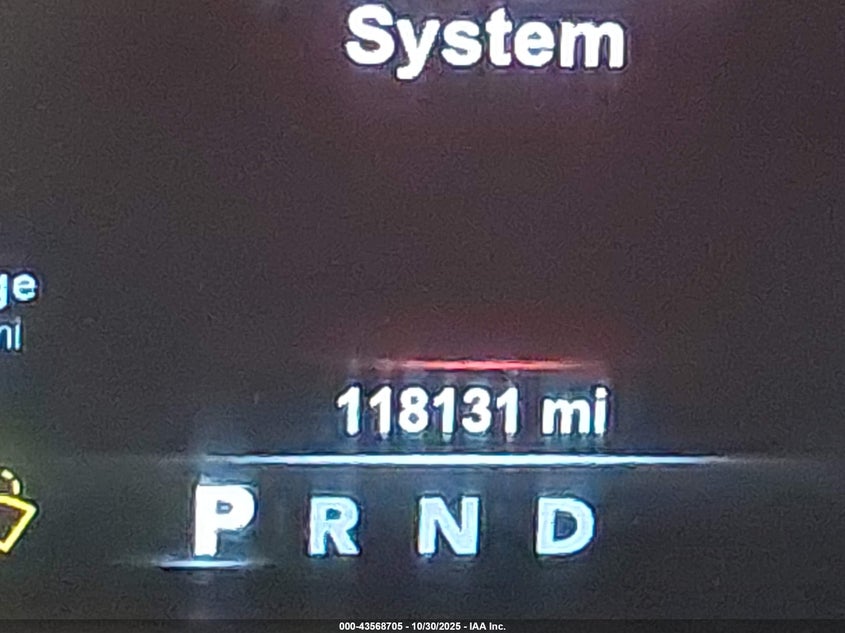 System
ge
mi
118131 mi
P R N D
000-43568705 - 10/30/2025 - IAA Inc.